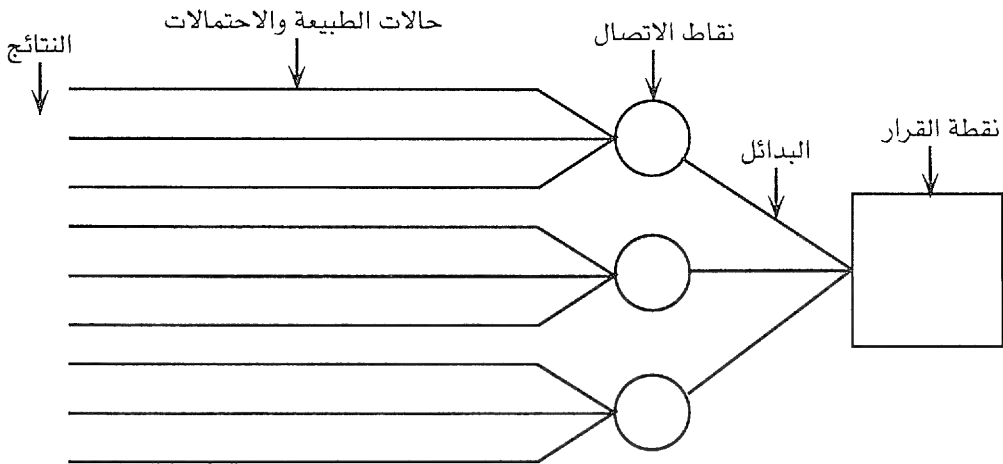 حالات الطبيعة والاحتمالات
نقاط الاتصال
النتائج
نقطة القرار
البدائل